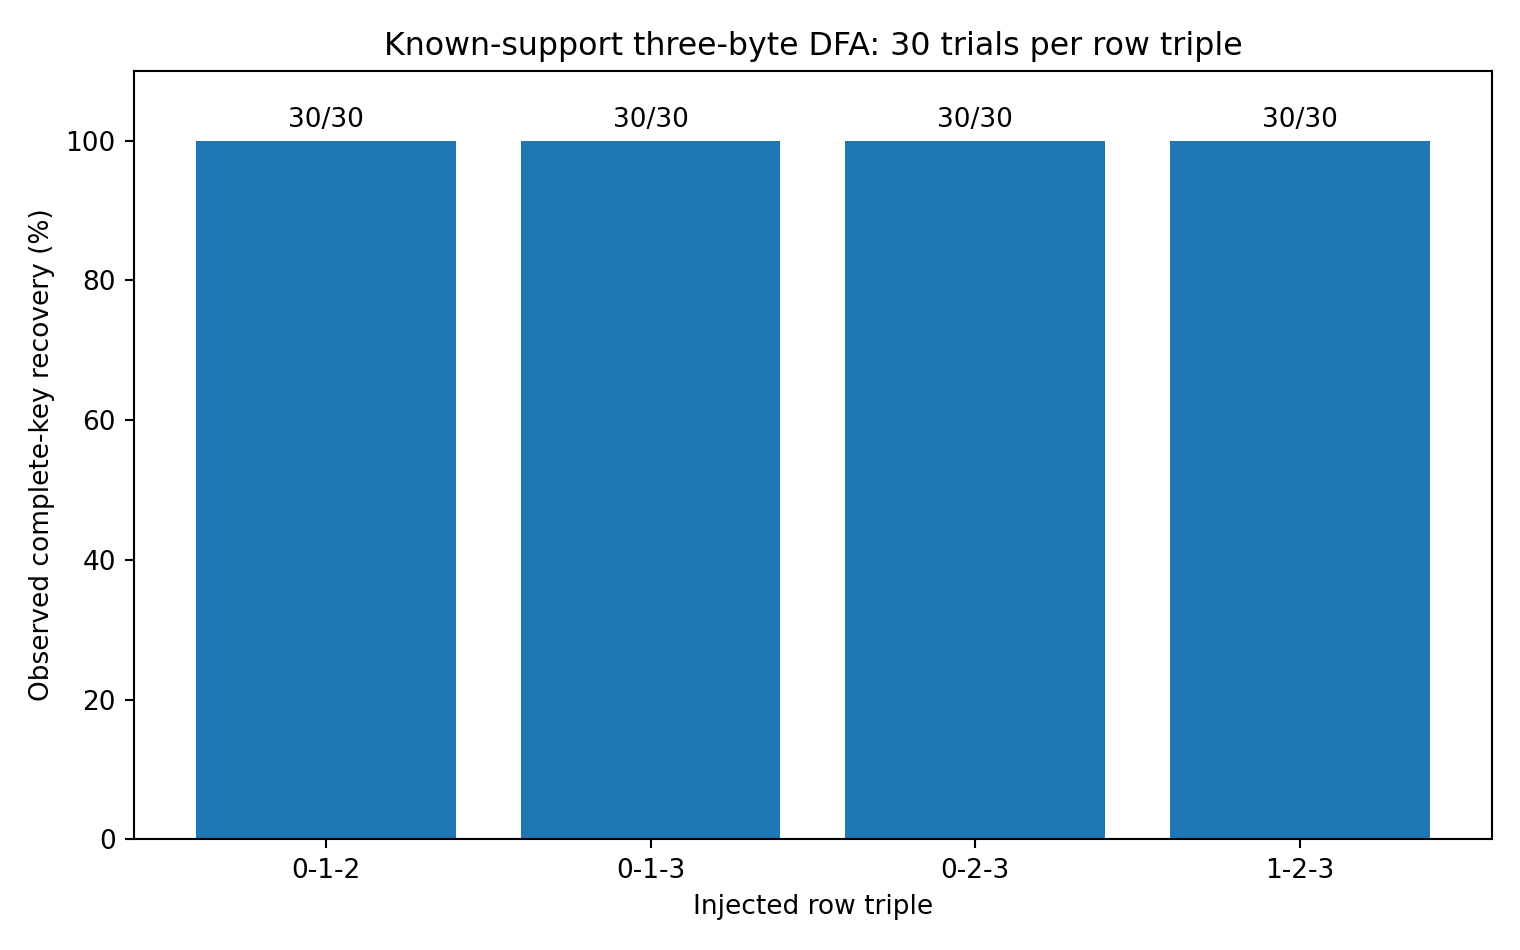 Known-support three-byte DFA: 30 trials per row triple
30/30 30/30 30/30 30/30
100
80
60
40
20
0
Observed complete-key recovery (%)
0-1-2 0-1-3 0-2-3 1-2-3
Injected row triple